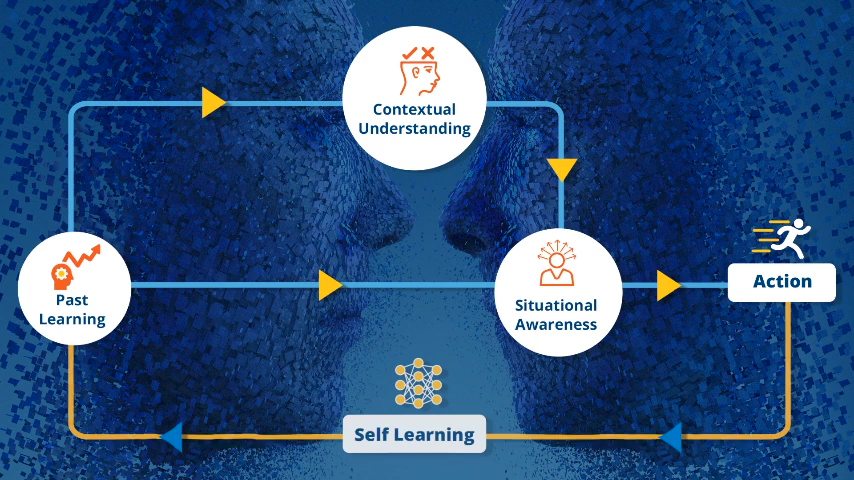 Contextual
Understanding
Past
Learning
Situational
Awareness
Action
Self Learning